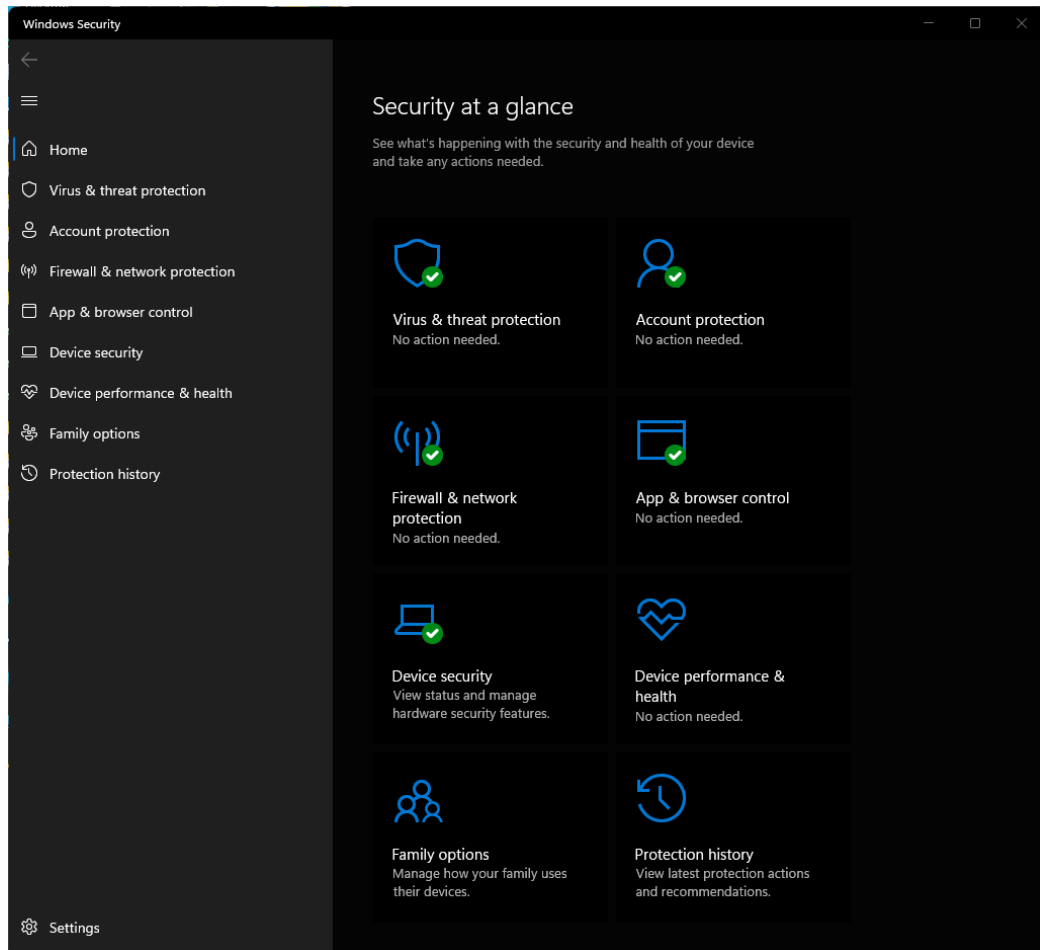 Windows Security
Home
Virus & threat protection
Account protection
Firewall & network protection
App & browser control
Device security
Device performance & health
Family options
Protection history
Settings
Security at a glance
See what's happening with the security and health of your device
and take any actions needed.
Virus & threat protection
No action needed.
Account protection
No action needed.
Firewall & network
protection
No action needed.
App & browser control
No action needed.
Device security
View status and manage
hardware security features.
Device performance &
health
No action needed.
Family options
Manage how your family uses
their devices.
Protection history
View latest protection actions
and recommendations.